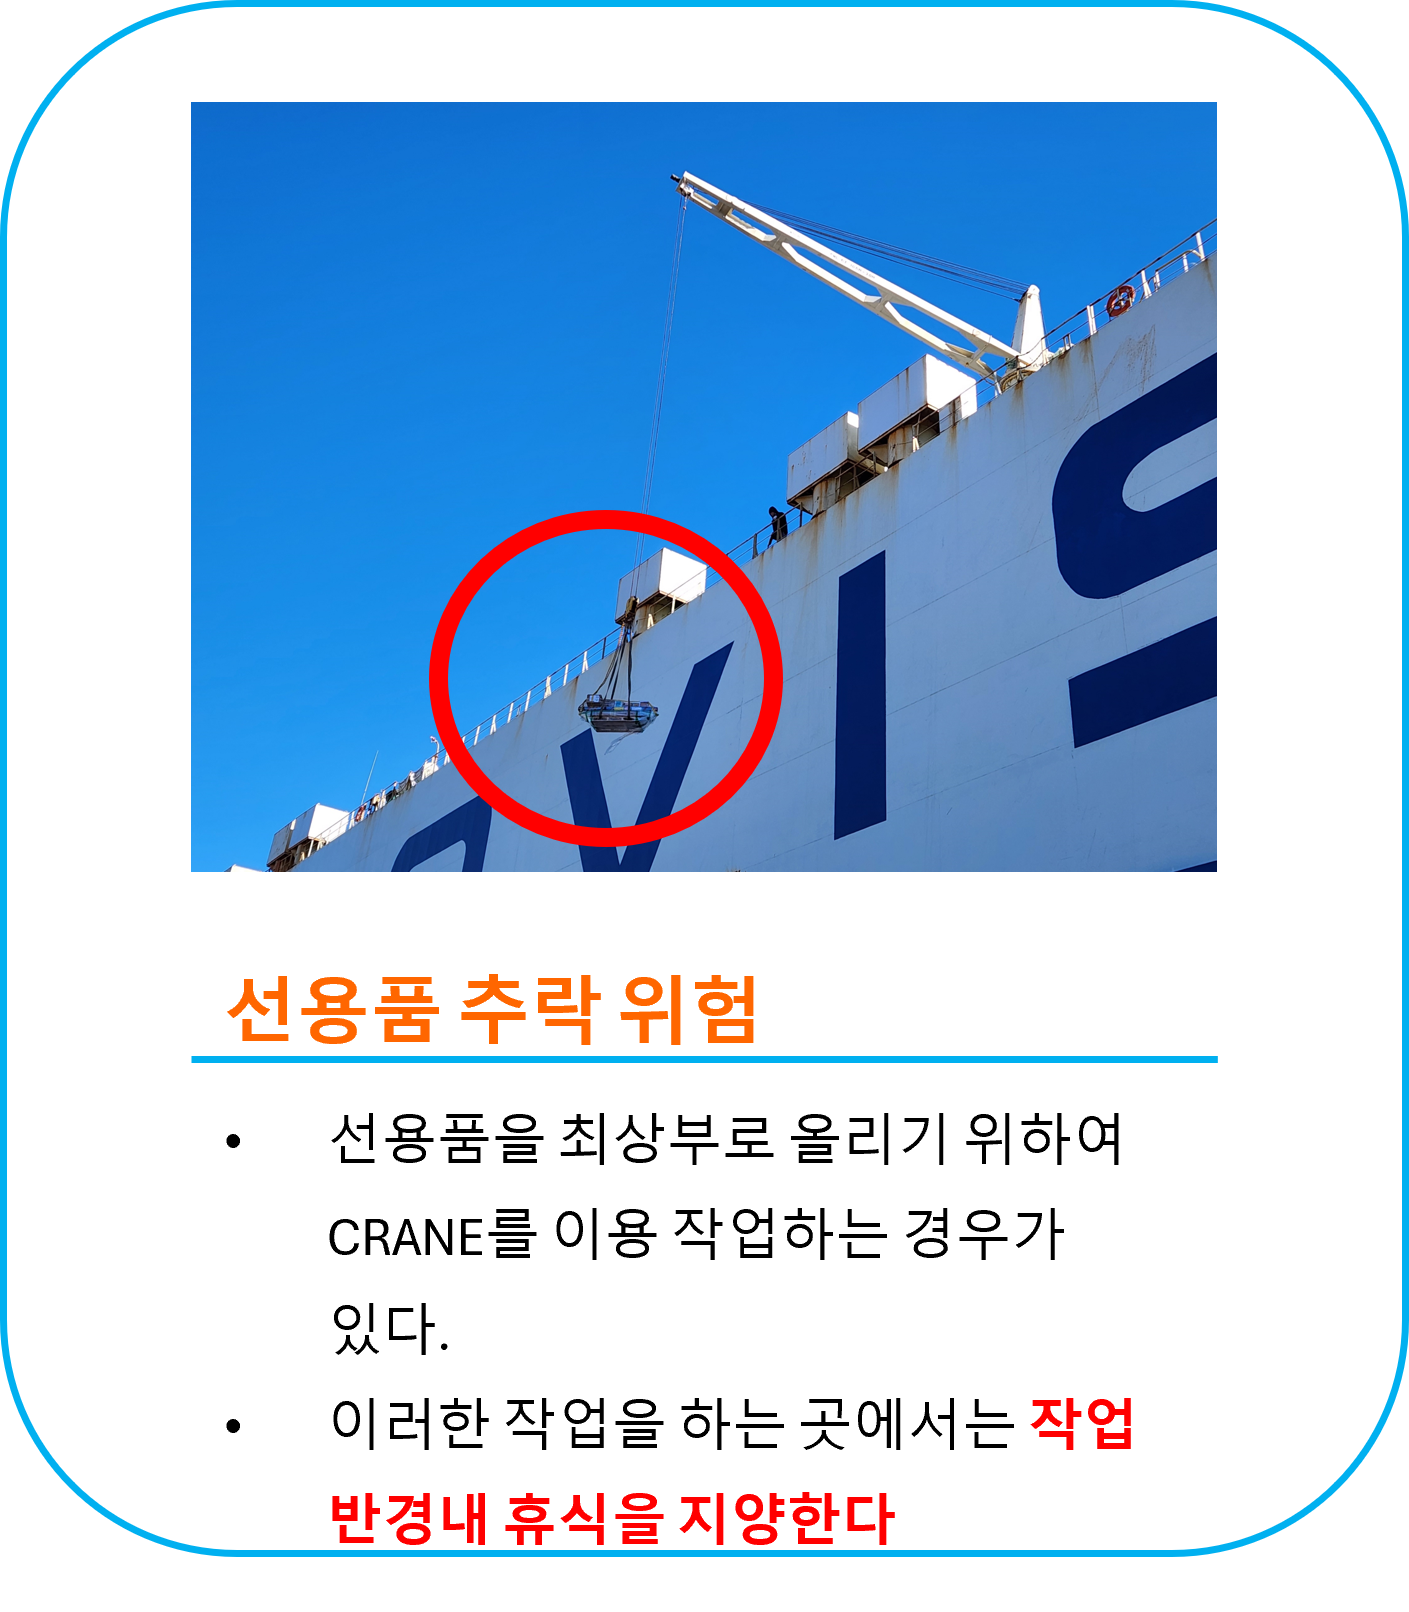 VIS
선용품 추락 위험
• 선용품을 최상부로 올리기 위하여
CRANE를 이용 작업하는 경우가
있다.
• 이러한 작업을 하는 곳에서는 작업
반경내 휴식을 지양한다